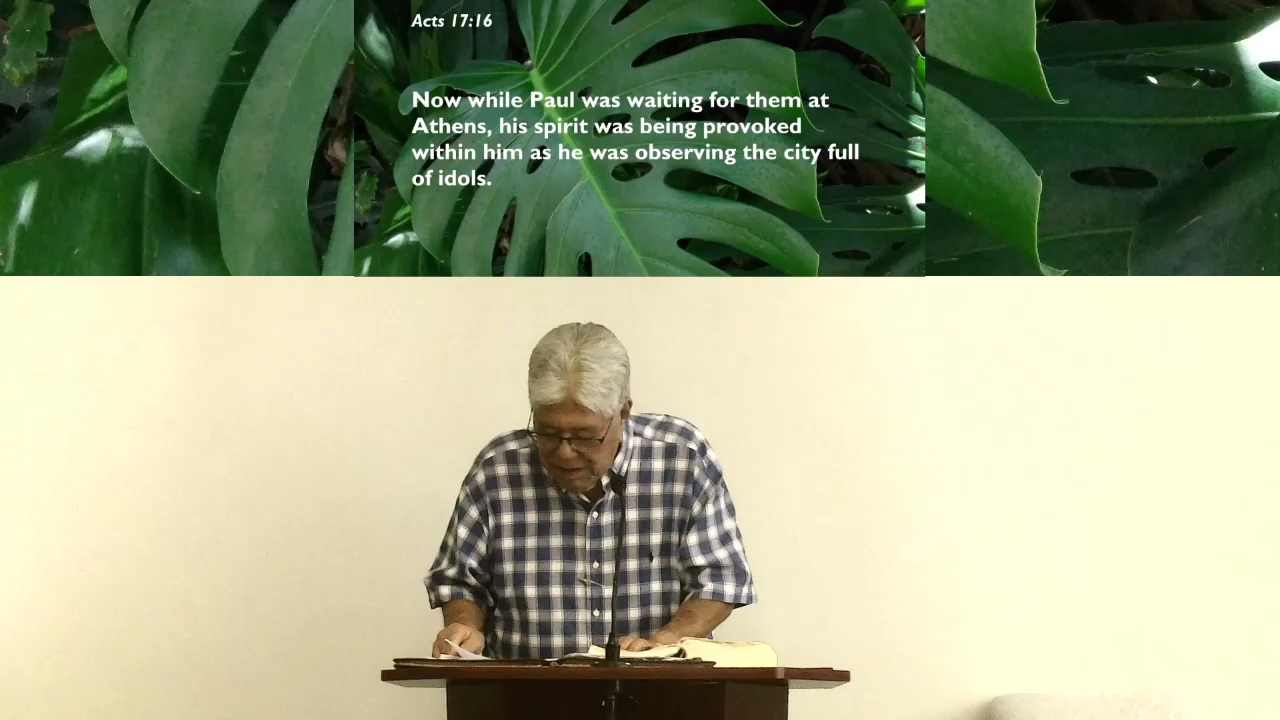 Acts 17:16
Now while Paul was waiting for them at
Athens, his spirit was being provoked
within him as he was observing the city full
of idols.